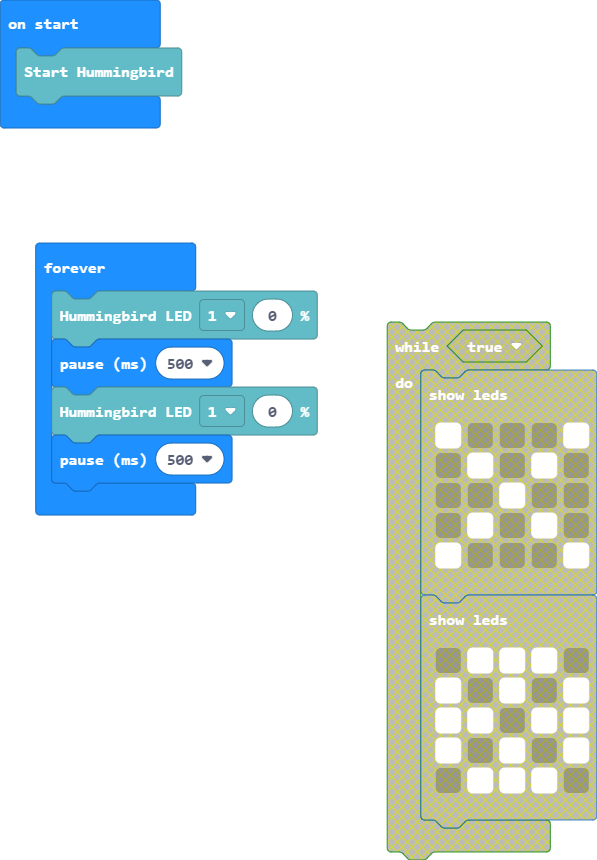 on start
Start Hummingbird
forever
Hummingbird LED 1 0 %
pause (ms) 500
Hummingbird LED 1 0 %
pause (ms) 500
while true
do
show leds
show leds